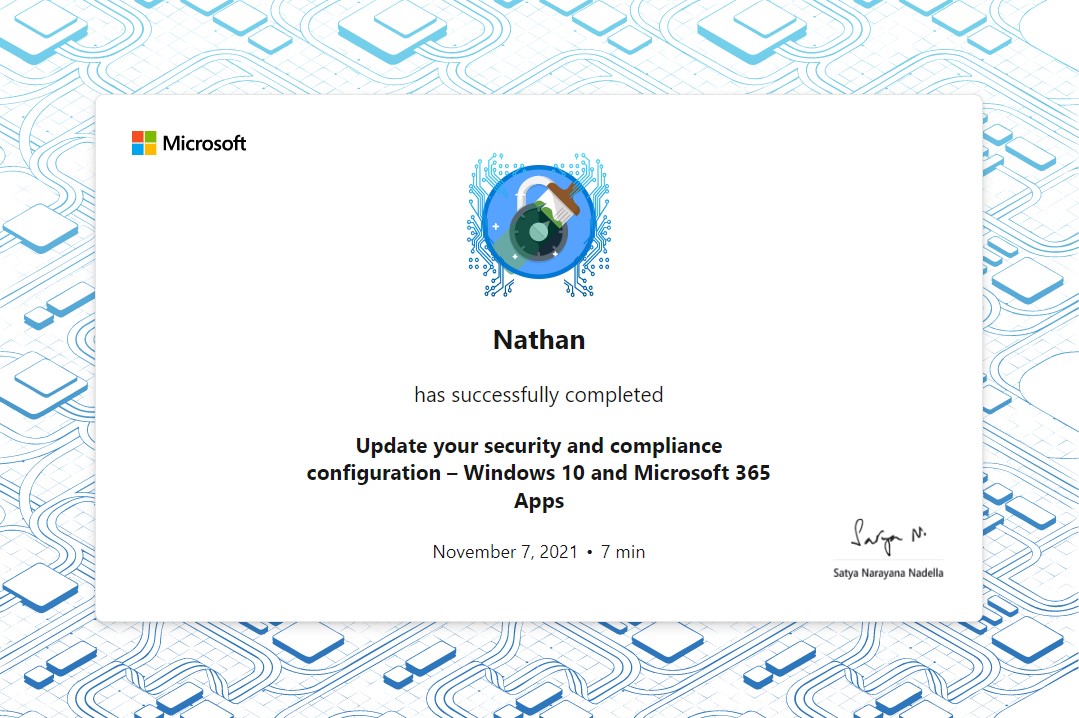 Microsoft
Nathan
has successfully completed
Update your security and compliance
configuration – Windows 10 and Microsoft 365
Apps
November 7, 2021 • 7 min
Satya N.
Satya Narayana Nadella